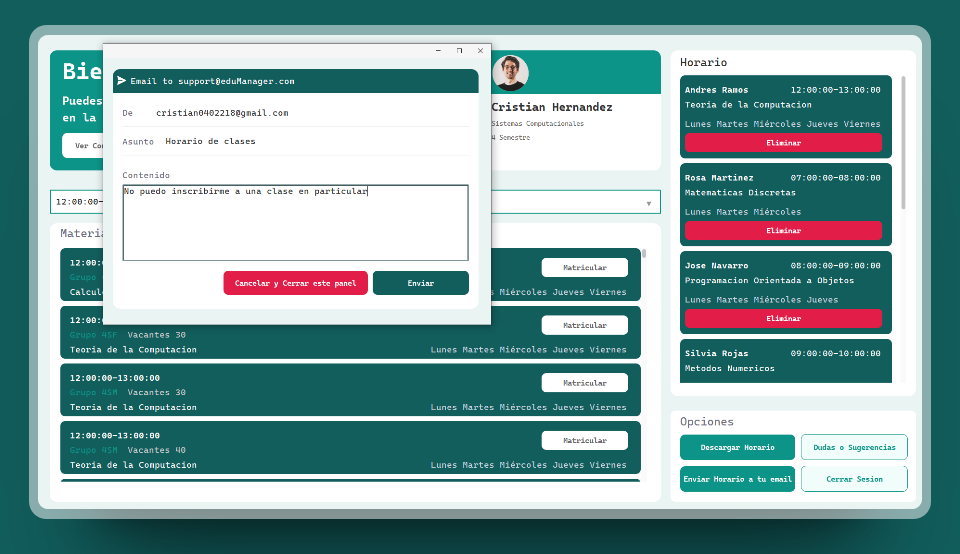 Bie
Puedes
en la
Ver Co
Email to support@eduManager.com
De cristian0402218@gmail.com
Asunto Horario de clases
Contenido
No puedo inscribirme a una clase en particular
Cancelar y Cerrar este panel
Enviar
Cristian Hernandez
Sistemas Computacionales
4 Semestre
12:00:00-
Materia
12:00:0
Grupo
Calculo
Matricular
s Miércoles Jueves Viernes
12:00:
Grupo 4SF Vacantes 30
Teoria de la Computacion
Matricular
Lunes Martes Miércoles Jueves Viernes
12:00:00-13:00:00
Grupo 4SM Vacantes 30
Teoria de la Computacion
Matricular
Lunes Martes Miércoles Jueves Viernes
12:00:00-13:00:00
Grupo 4SM Vacantes 40
Teoria de la Computacion
Matricular
Lunes Martes Miércoles Jueves Viernes
Horario
Andres Ramos 12:00:00-13:00:00
Teoria de la Computacion
Lunes Martes Miércoles Jueves Viernes
Eliminar
Rosa Martinez 07:00:00-08:00:00
Matematicas Discretas
Lunes Martes Miércoles
Eliminar
Jose Navarro 08:00:00-09:00:00
Programacion Orientada a Objetos
Lunes Martes Miércoles Jueves
Eliminar
Silvia Rojas 09:00:00-10:00:00
Metodos Numericos
Opciones
Descargar Horario
Dudas o Sugerencias
Enviar Horario a tu email
Cerrar Sesion